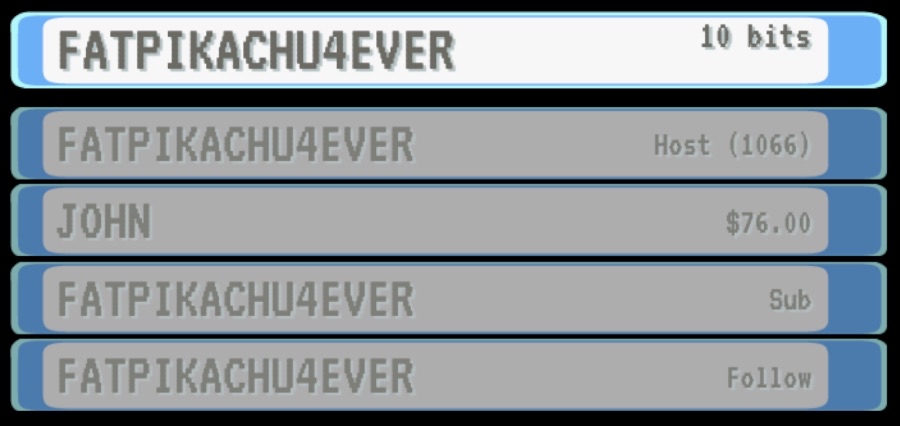 FATPIKACHU4EVER 10 bits
FATPIKACHU4EVER Host (1066)
JOHN $76.00
FATPIKACHU4EVER Sub
FATPIKACHU4EVER Follow